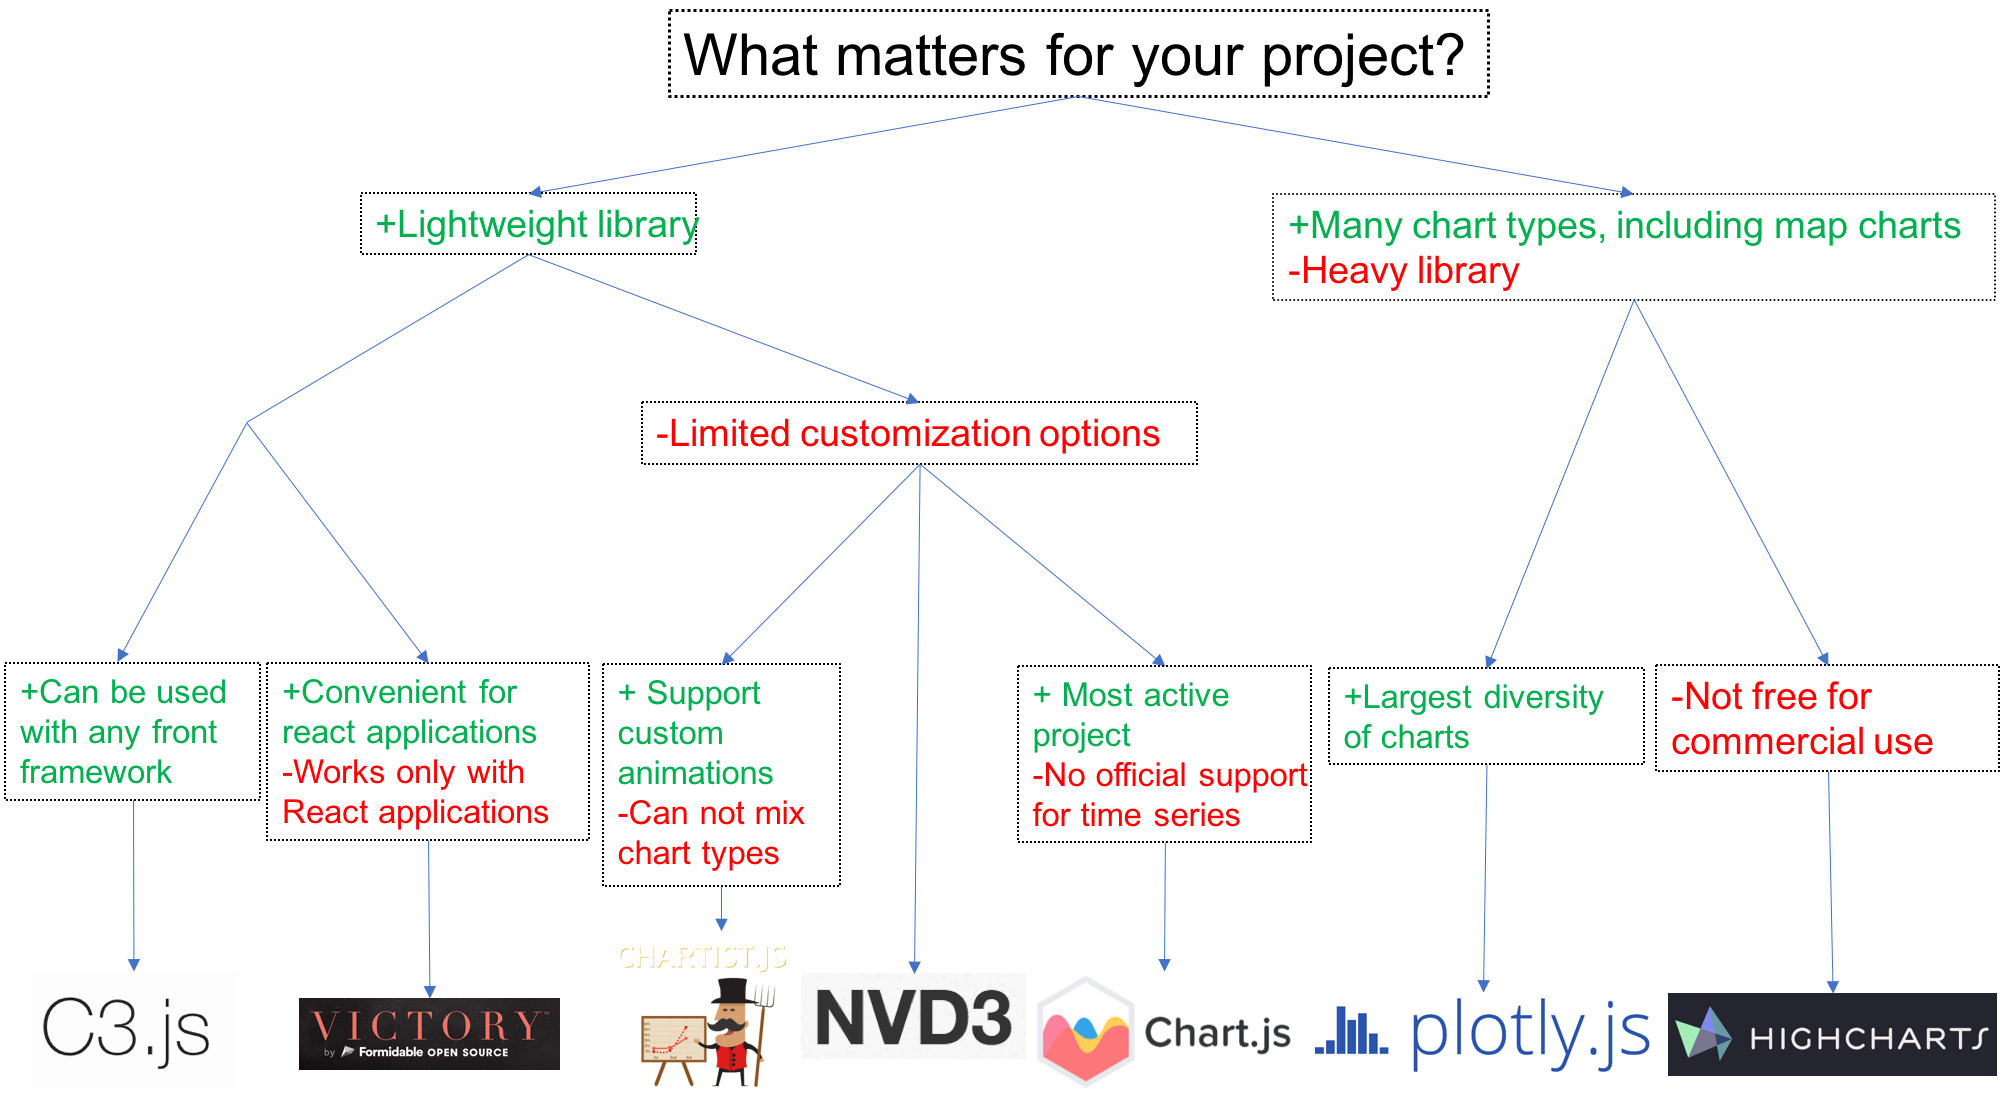 What matters for your project?
+Lightweight library
+Many chart types, including map charts
-Heavy library
-Limited customization options
+Can be used
with any front
framework
+Convenient for
react applications
-Works only with
React applications
+ Support
custom
animations
-Can not mix
chart types
+ Most active
project
-No official support
for time series
+Largest diversity
of charts
-Not free for
commercial use
C3.js
VICTORY™
by Formidable OPEN SOURCE
CHARTIST.JS
NVD3
Chart.js
plotly.js
HIGHCHARTS